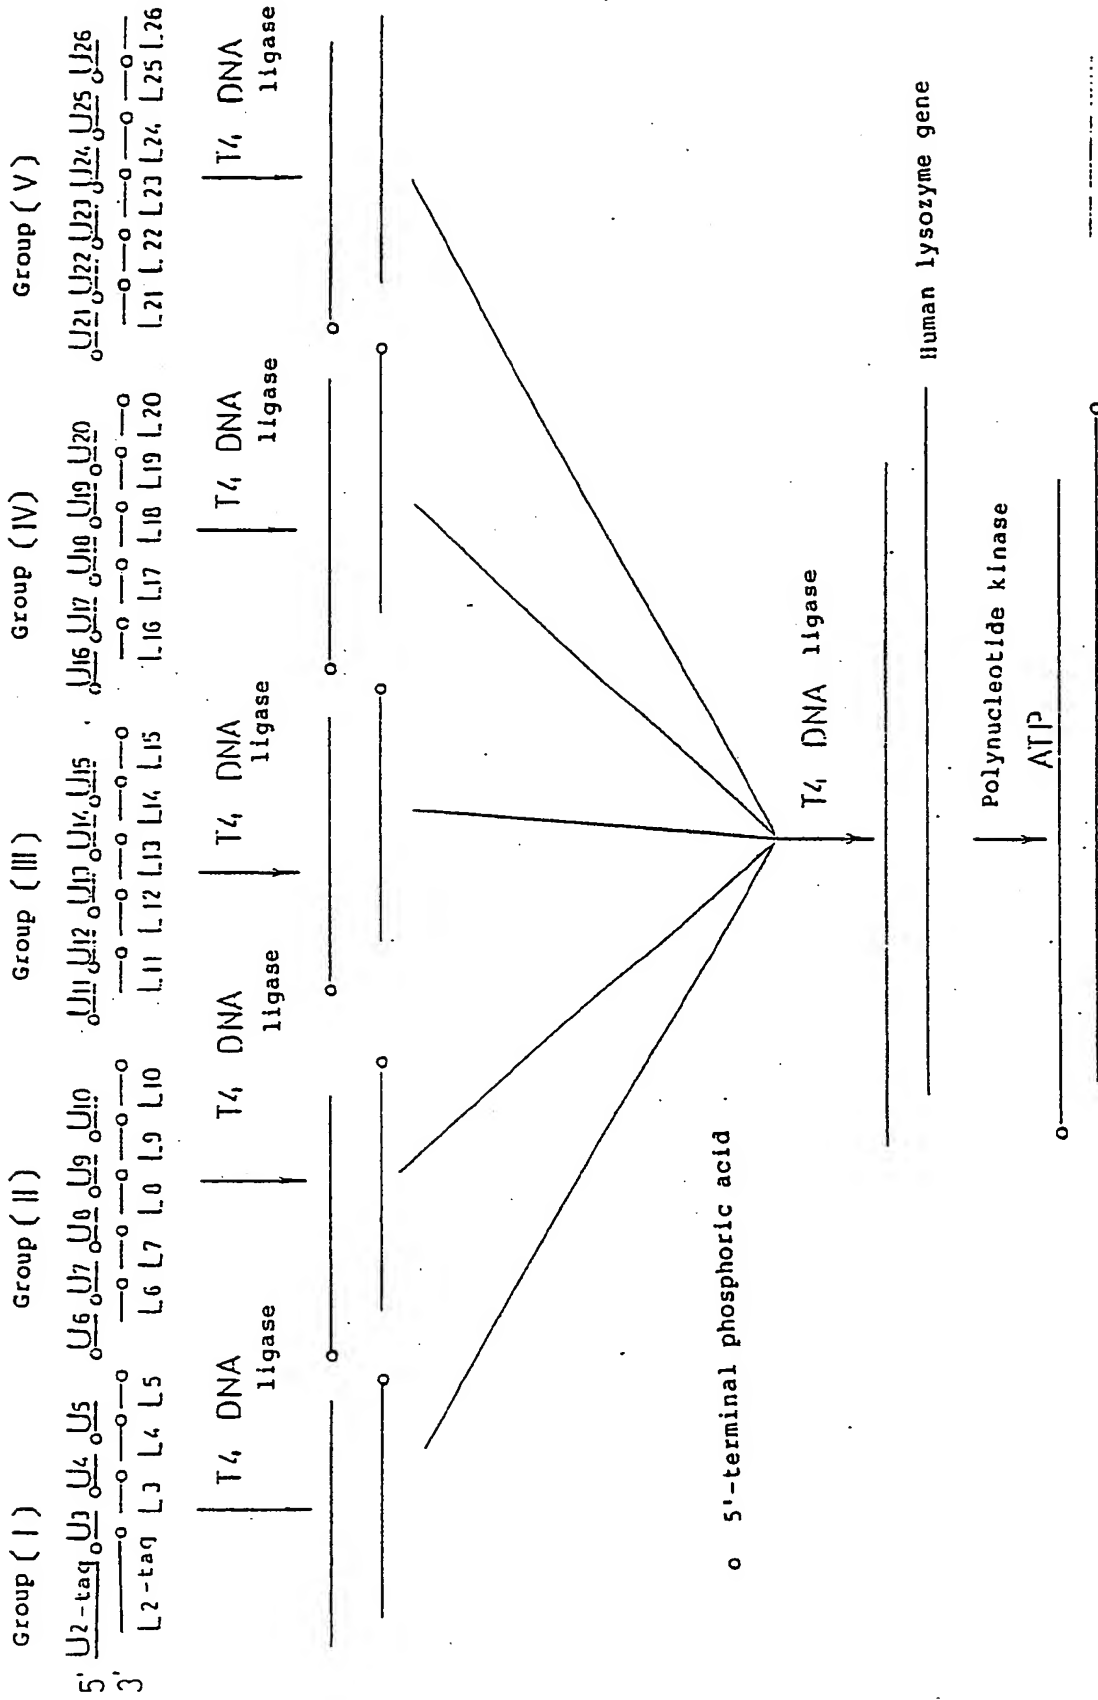 Group ( I )
Group ( II )
Group ( III )
Group ( IV )
Group ( V )
5' U2-taq U3 U4 U5 U6 U7 U8 U9 U10 U11 U12 U13 U14 U15 U16 U17 U18 U19 U20 U21 U22 U23 U24 U25 U26
3'
L2-taq L3 L4 L5 L6 L7 L8 L9 L10 L11 L12 L13 L14 L15 L16 L17 L18 L19 L20 L21 L22 L23 L24 L25 L26
T4 DNA
ligase
T4 DNA
ligase
T4 DNA
ligase
T4 DNA
ligase
T4 DNA
ligase
o 5'-terminal phosphoric acid
T4 DNA ligase
Human lysozyme gene
Polynucleotide kinase
ATP